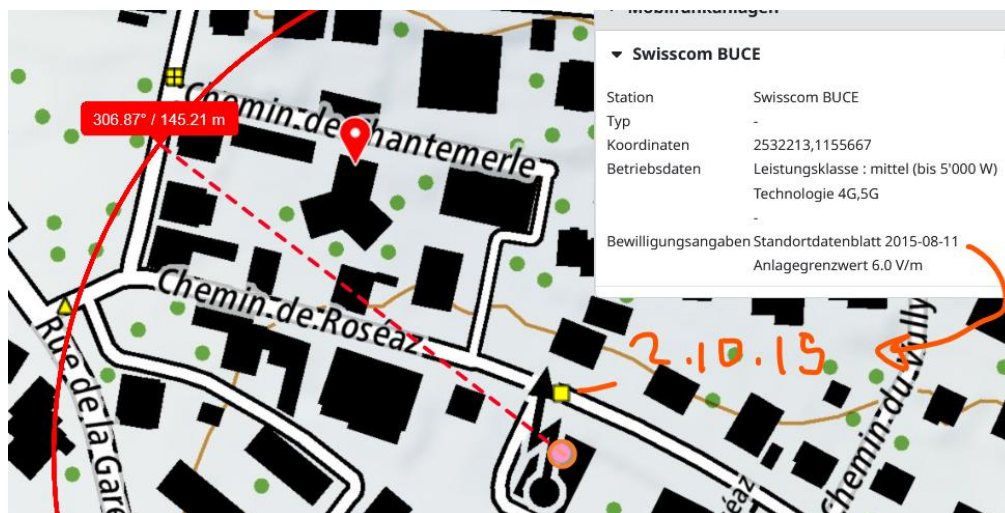 Mobilfunkanlagen
Swisscom BUCE
Station Swisscom BUCE
Typ -
Koordinaten 2532213,1155667
Betriebsdaten Leistungsklasse : mittel (bis 5'000 W)
Technologie 4G,5G
-
Bewilligungsangaben Standortdatenblatt 2015-08-11
Anlagegrenzwert 6.0 V/m
306.87° / 145.21 m
Chemin de Chantemerle
Chemin de Roséaz
Rue de la Gare
2.10.15
Chemin du Vully
éaz